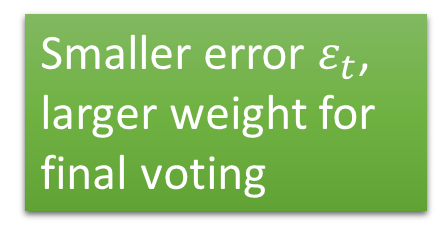 Smaller error 𝜀ₜ,
larger weight for
final voting